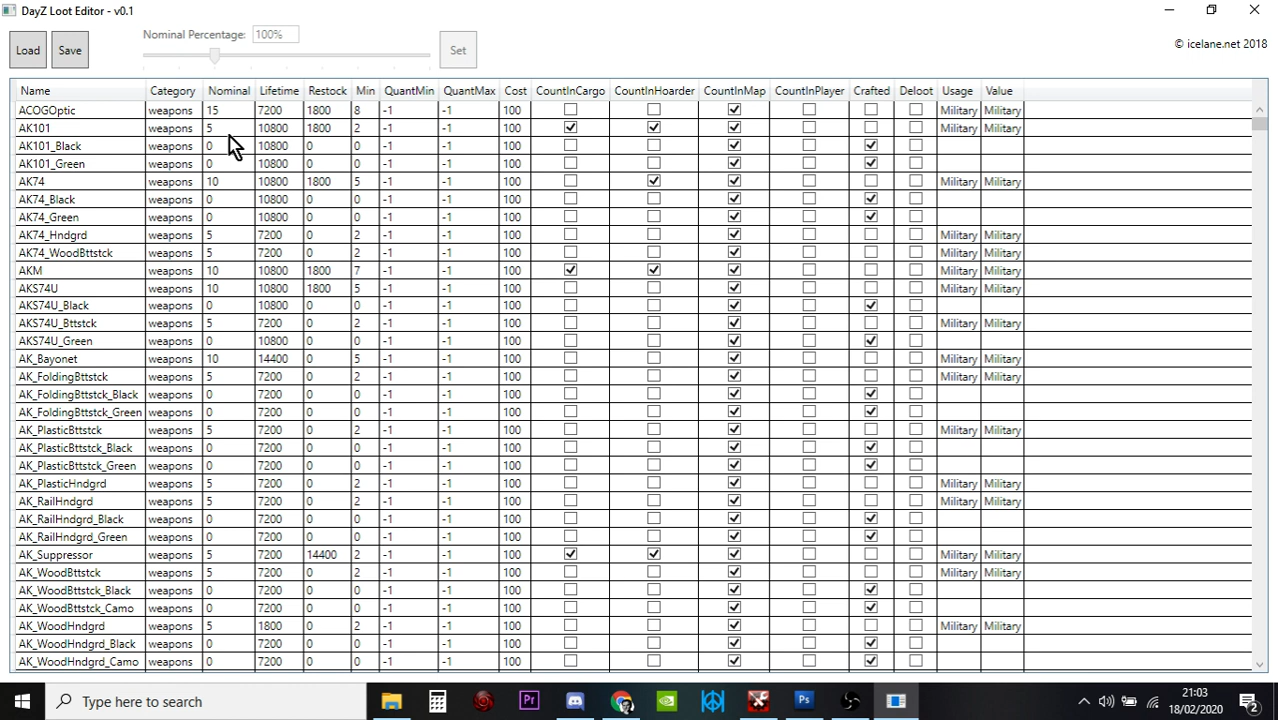 DayZ Loot Editor - v0.1
Load Save Nominal Percentage: 100% Set © icelane.net 2018
Name Category Nominal Lifetime Restock Min QuantMin QuantMax Cost CountInCargo CountInHoarder CountInMap CountInPlayer Crafted Deloot Usage Value
ACOGOptic weapons 15 7200 1800 8 -1 -1 100 Military Military
AK101 weapons 5 10800 1800 2 -1 -1 100 Military Military
AK101_Black weapons 0 10800 0 0 -1 -1 100
AK101_Green weapons 0 10800 0 0 -1 -1 100
AK74 weapons 10 10800 1800 5 -1 -1 100 Military Military
AK74_Black weapons 0 10800 0 0 -1 -1 100
AK74_Green weapons 0 10800 0 0 -1 -1 100
AK74_Hndgrd weapons 5 7200 0 2 -1 -1 100 Military Military
AK74_WoodBttstck weapons 5 7200 0 2 -1 -1 100 Military Military
AKM weapons 10 10800 1800 7 -1 -1 100 Military Military
AKS74U weapons 10 10800 1800 5 -1 -1 100 Military Military
AKS74U_Black weapons 0 10800 0 0 -1 -1 100
AKS74U_Bttstck weapons 5 7200 0 2 -1 -1 100 Military Military
AKS74U_Green weapons 0 10800 0 0 -1 -1 100
AK_Bayonet weapons 10 14400 0 5 -1 -1 100 Military Military
AK_FoldingBttstck weapons 5 7200 0 2 -1 -1 100 Military Military
AK_FoldingBttstck_Black weapons 0 7200 0 0 -1 -1 100
AK_FoldingBttstck_Green weapons 0 7200 0 0 -1 -1 100
AK_PlasticBttstck weapons 5 7200 0 2 -1 -1 100 Military Military
AK_PlasticBttstck_Black weapons 0 7200 0 0 -1 -1 100
AK_PlasticBttstck_Green weapons 0 7200 0 0 -1 -1 100
AK_PlasticHndgrd weapons 5 7200 0 2 -1 -1 100 Military Military
AK_RailHndgrd weapons 5 7200 0 2 -1 -1 100 Military Military
AK_RailHndgrd_Black weapons 0 7200 0 0 -1 -1 100
AK_RailHndgrd_Green weapons 0 7200 0 0 -1 -1 100
AK_Suppressor weapons 5 7200 14400 2 -1 -1 100 Military Military
AK_WoodBttstck weapons 5 7200 0 2 -1 -1 100 Military Military
AK_WoodBttstck_Black weapons 0 7200 0 0 -1 -1 100
AK_WoodBttstck_Camo weapons 0 7200 0 0 -1 -1 100
AK_WoodHndgrd weapons 5 1800 0 2 -1 -1 100 Military Military
AK_WoodHndgrd_Black weapons 0 7200 0 0 -1 -1 100
AK_WoodHndgrd_Camo weapons 0 7200 0 0 -1 -1 100
Type here to search Pr Ps 21:03
18/02/2020 2